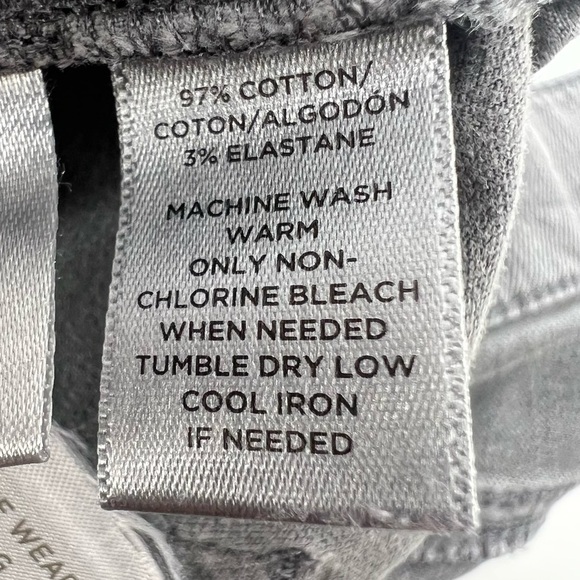 97% COTTON/
COTON/ALGODÓN
3% ELASTANE
MACHINE WASH
WARM
ONLY NON-
CHLORINE BLEACH
WHEN NEEDED
TUMBLE DRY LOW
COOL IRON
IF NEEDED
WEAR